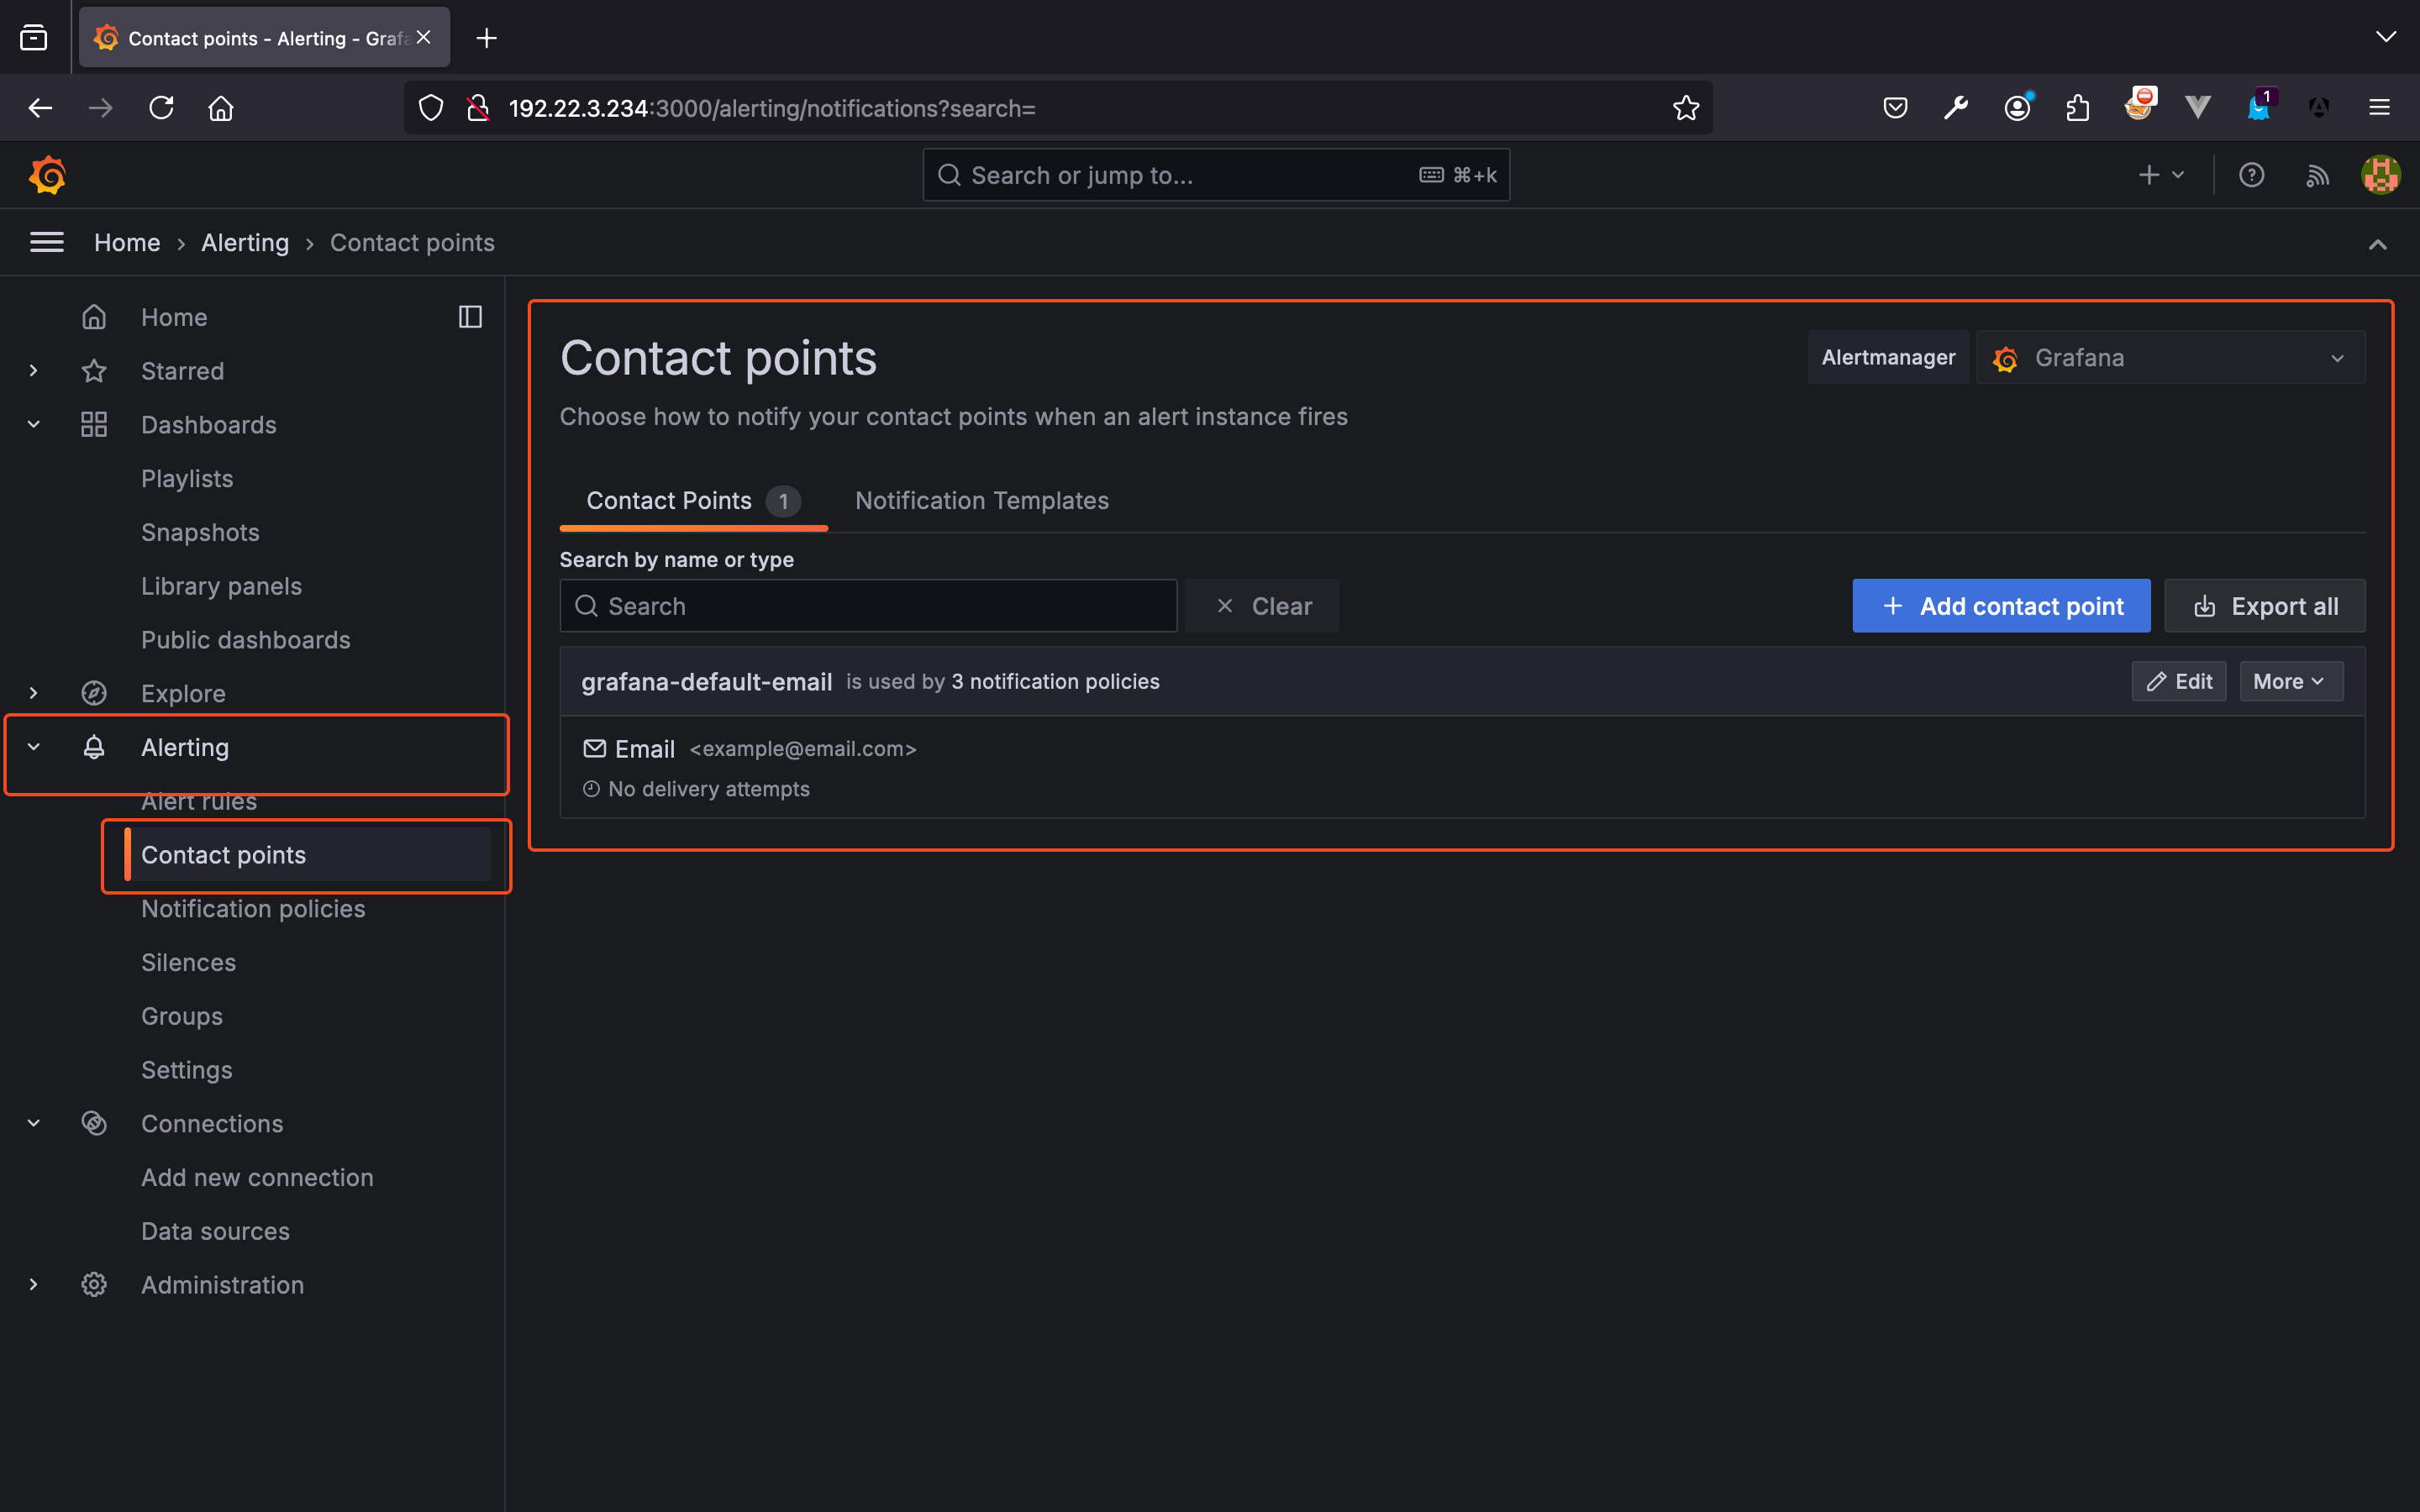 Contact points - Alerting - Grafa
192.22.3.234:3000/alerting/notifications?search=
1
Search or jump to...
⌘+k
Home › Alerting › Contact points
Home
Starred
Dashboards
Playlists
Snapshots
Library panels
Public dashboards
Explore
Alerting
Alert rules
Contact points
Notification policies
Silences
Groups
Settings
Connections
Add new connection
Data sources
Administration
Contact points
Alertmanager
Grafana
Choose how to notify your contact points when an alert instance fires
Contact Points 1
Notification Templates
Search by name or type
Search
Clear
Add contact point
Export all
grafana-default-email is used by 3 notification policies
Edit
More
Email <example@email.com>
No delivery attempts